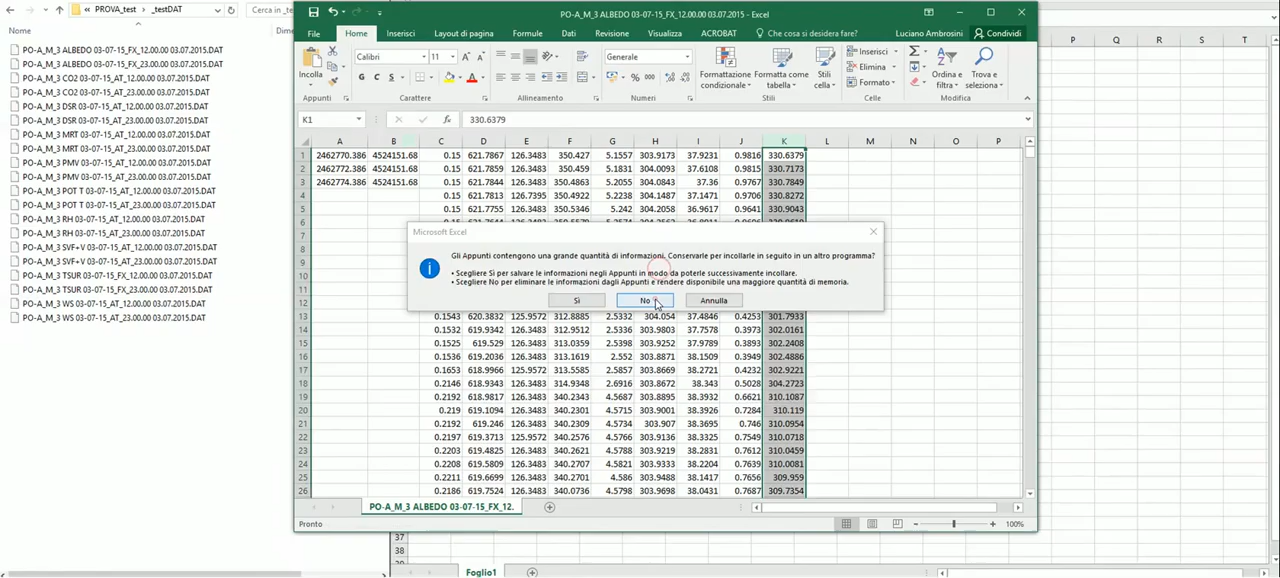 PROVA_test > _testDAT
Cerca in _te
Nome
Dime
PO-A_M_3 ALBEDO 03-07-15_FX_12.00.00 03.07.2015.DAT
PO-A_M_3 ALBEDO 03-07-15_FX_23.00.00 03.07.2015.DAT
PO-A_M_3 CO2 03-07-15_AT_12.00.00 03.07.2015.DAT
PO-A_M_3 CO2 03-07-15_AT_23.00.00 03.07.2015.DAT
PO-A_M_3 DSR 03-07-15_AT_12.00.00 03.07.2015.DAT
PO-A_M_3 DSR 03-07-15_AT_23.00.00 03.07.2015.DAT
PO-A_M_3 MRT 03-07-15_AT_12.00.00 03.07.2015.DAT
PO-A_M_3 MRT 03-07-15_AT_23.00.00 03.07.2015.DAT
PO-A_M_3 PMV 03-07-15_AT_12.00.00 03.07.2015.DAT
PO-A_M_3 PMV 03-07-15_AT_23.00.00 03.07.2015.DAT
PO-A_M_3 POT T 03-07-15_AT_12.00.00 03.07.2015.DAT
PO-A_M_3 POT T 03-07-15_AT_23.00.00 03.07.2015.DAT
PO-A_M_3 RH 03-07-15_AT_12.00.00 03.07.2015.DAT
PO-A_M_3 RH 03-07-15_AT_23.00.00 03.07.2015.DAT
PO-A_M_3 SVF+V 03-07-15_AT_12.00.00 03.07.2015.DAT
PO-A_M_3 SVF+V 03-07-15_AT_23.00.00 03.07.2015.DAT
PO-A_M_3 TSUR 03-07-15_FX_12.00.00 03.07.2015.DAT
PO-A_M_3 TSUR 03-07-15_FX_23.00.00 03.07.2015.DAT
PO-A_M_3 WS 03-07-15_AT_12.00.00 03.07.2015.DAT
PO-A_M_3 WS 03-07-15_AT_23.00.00 03.07.2015.DAT
PO-A_M_3 ALBEDO 03-07-15_FX_12.00.00 03.07.2015 - Excel
File Home Inserisci Layout di pagina Formule Dati Revisione Visualizza ACROBAT Che cosa si desidera fare? Luciano Ambrosini Condividi
Incolla
Calibri 11
G C S
Generale
% 000
Formattazione condizionale
Formatta come tabella
Stili cella
Inserisci
Elimina
Formato
Ordina e filtra
Trova e seleziona
Appunti Carattere Allineamento Numeri Stili Celle Modifica
K1 fx 330.6379
A B C D E F G H I J K L M N O P
1 2462770.386 4524151.68 0.15 621.7867 126.3483 350.427 5.1557 303.9173 37.9231 0.9816 330.6379
2 2462772.386 4524151.68 0.15 621.7859 126.3483 350.459 5.1831 304.0093 37.6108 0.9815 330.7173
3 2462774.386 4524151.68 0.15 621.7844 126.3483 350.4863 5.2055 304.0843 37.36 0.9767 330.7849
4 0.15 621.7813 126.7395 350.4922 5.2238 304.1487 37.1471 0.9706 330.8272
5 0.15 621.7755 126.3483 350.5346 5.242 304.2058 36.9617 0.9641 330.9043
6
7
Microsoft Excel
Gli Appunti contengono una grande quantità di informazioni. Conservarle per incollarle in seguito in un altro programma?
• Scegliere Sì per salvare le informazioni negli Appunti in modo da poterle successivamente incollare.
• Scegliere No per eliminare le informazioni dagli Appunti e rendere disponibile una maggiore quantità di memoria.
Sì No Annulla
8
9
10
11
12
13 0.1543 620.3832 125.9572 312.8885 2.5332 304.054 37.4846 0.4253 301.7933
14 0.1532 619.9342 126.3483 312.9512 2.5336 303.9803 37.7578 0.3973 302.0161
15 0.1525 619.529 126.3483 313.0359 2.5398 303.9252 37.9789 0.3893 302.2408
16 0.1536 619.2036 126.3483 313.1619 2.552 303.8871 38.1509 0.3949 302.4886
17 0.1653 618.9966 125.9572 313.5585 2.5857 303.8669 38.2721 0.4232 302.9221
18 0.2146 618.9343 126.3483 314.9348 2.6916 303.8672 38.343 0.5028 304.2723
19 0.2192 618.9817 126.3483 340.2343 4.5687 303.8895 38.3932 0.6621 310.1087
20 0.219 619.1094 126.3483 340.2301 4.5715 303.9001 38.3926 0.7284 310.119
21 0.2192 619.246 126.3483 340.2309 4.5734 303.907 38.3695 0.746 310.0954
22 0.2197 619.3713 125.9572 340.2576 4.5766 303.9136 38.3325 0.7549 310.0718
23 0.2203 619.4885 126.3483 340.2621 4.5788 303.9219 38.2831 0.7612 310.0459
24 0.2208 619.5809 126.3483 340.2707 4.5821 303.9333 38.2204 0.7639 310.0081
25 0.2211 619.6699 126.3483 340.2701 4.586 303.9488 38.1417 0.7656 309.959
26 0.2186 619.7524 126.3483 340.0736 4.5798 303.9698 38.0431 0.7687 309.7354
PO-A_M_3 ALBEDO 03-07-15_FX_12.
Pronto
100%
P Q R S T
37
38
Foglio1